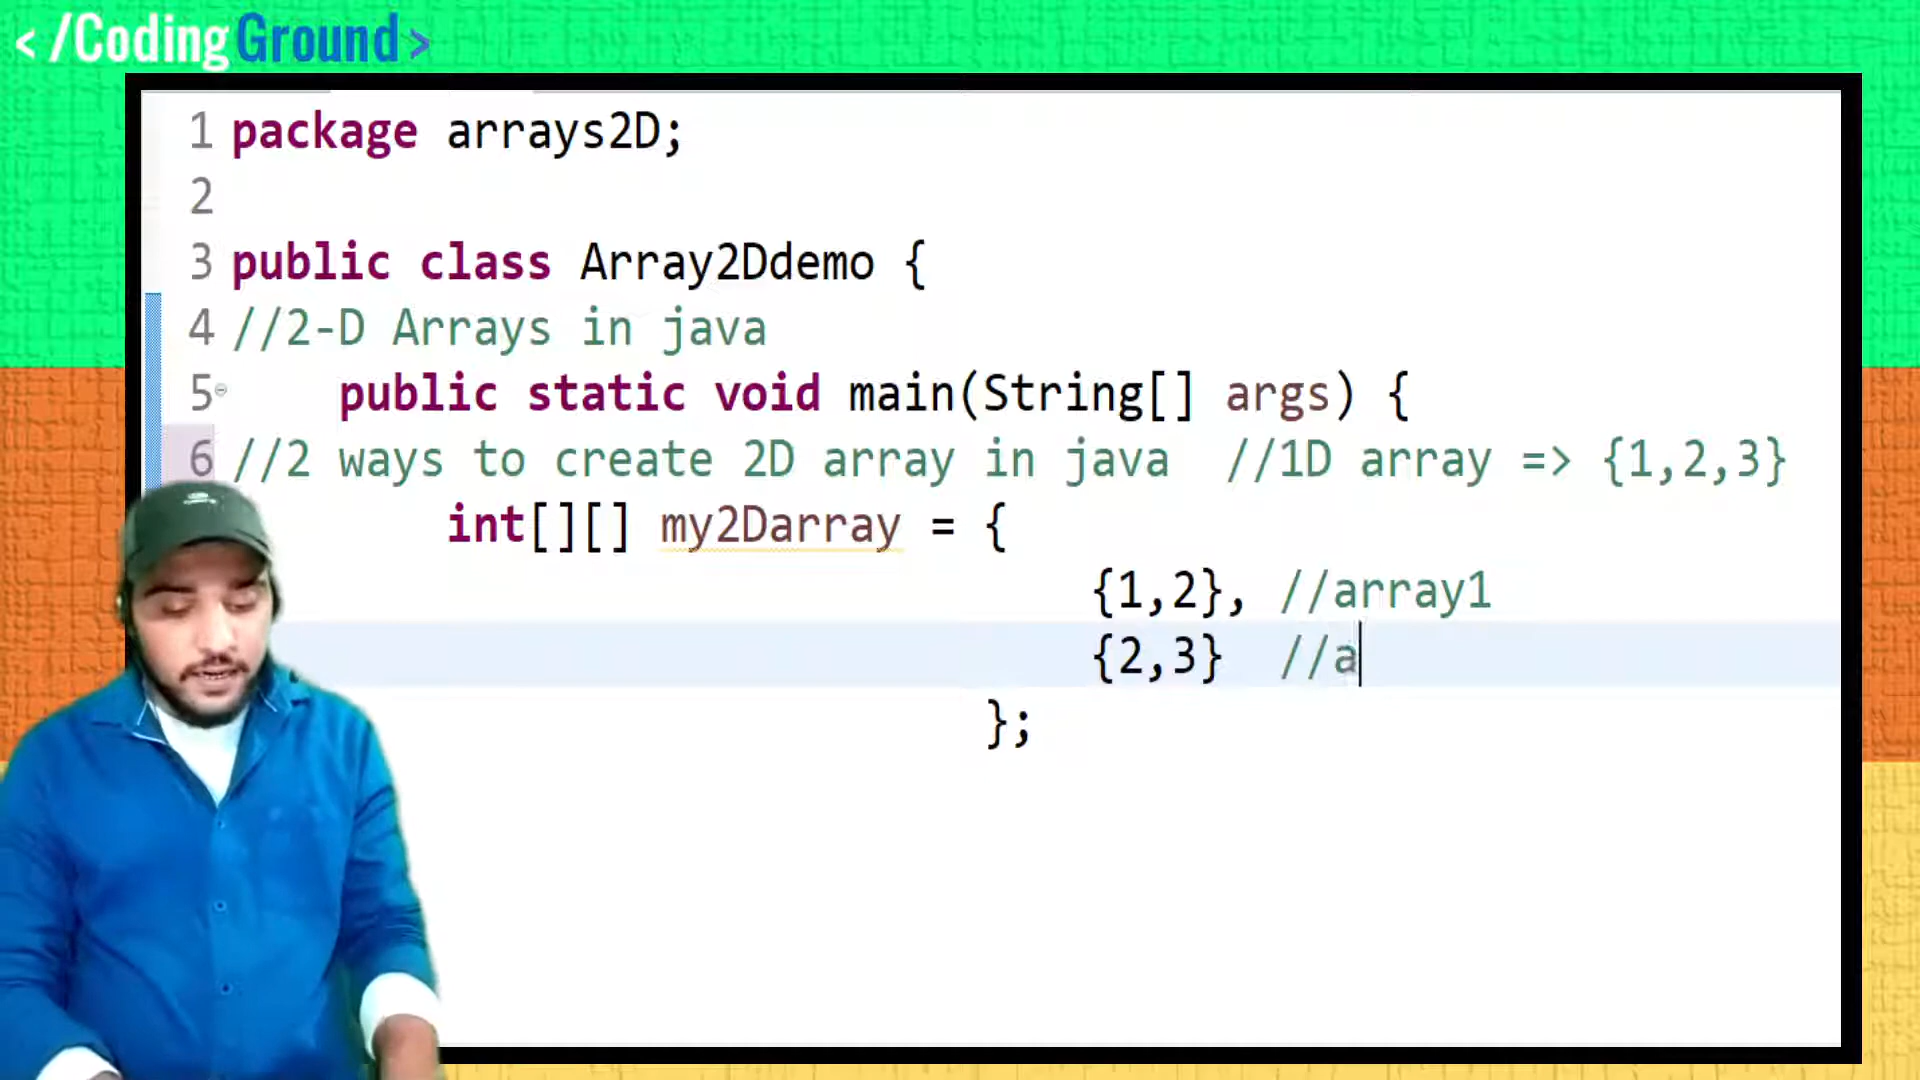 </CodingGround>
1 package arrays2D;
2
3 public class Array2Ddemo {
4 //2-D Arrays in java
5 public static void main(String[] args) {
6 //2 ways to create 2D array in java //1D array => {1,2,3}
int[][] my2Darray = {
{1,2}, //array1
{2,3} //a
};